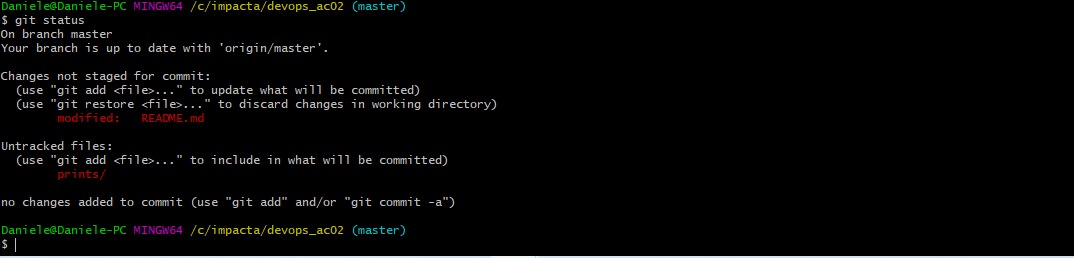 Daniele@Daniele-PC MINGW64 /c/impacta/devops_ac02 (master)
$ git status
On branch master
Your branch is up to date with 'origin/master'.
Changes not staged for commit:
(use "git add <file>..." to update what will be committed)
(use "git restore <file>..." to discard changes in working directory)
modified:   README.md
Untracked files:
(use "git add <file>..." to include in what will be committed)
prints/
no changes added to commit (use "git add" and/or "git commit -a")
Daniele@Daniele-PC MINGW64 /c/impacta/devops_ac02 (master)
$